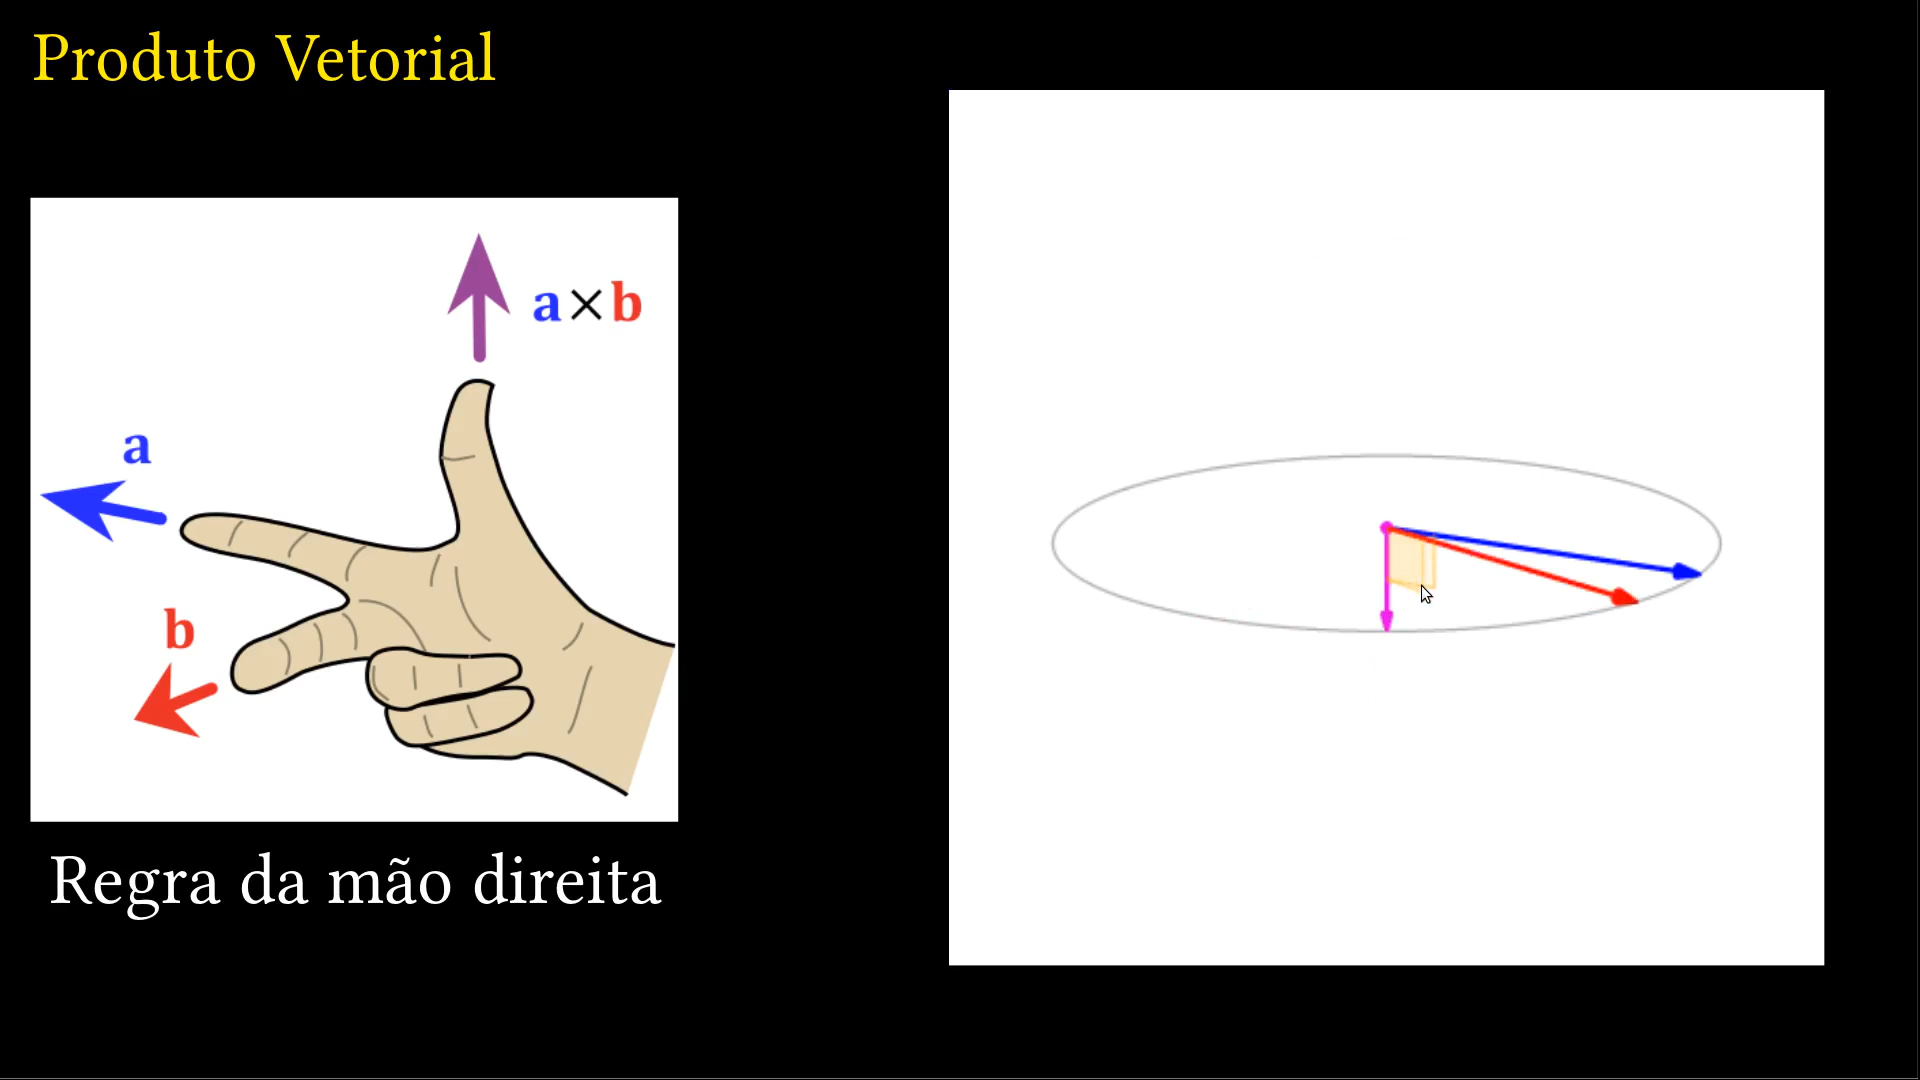 Produto Vetorial
a×b
a
b
Regra da mão direita